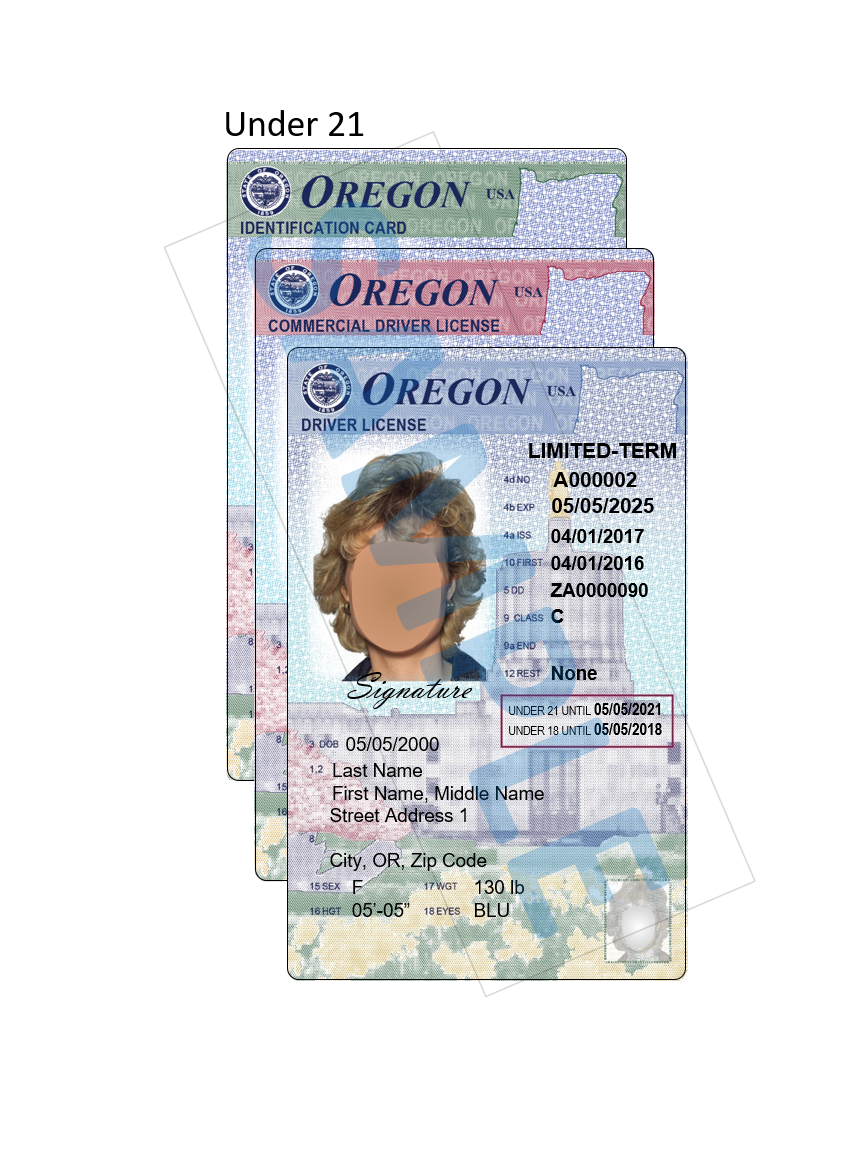 Under 21
OREGON USA
IDENTIFICATION CARD
OREGON USA
COMMERCIAL DRIVER LICENSE
OREGON USA
DRIVER LICENSE
LIMITED-TERM
4d NO A000002
4b EXP 05/05/2025
4a ISS 04/01/2017
10 FIRST 04/01/2016
5 DD ZA0000090
9 CLASS C
9a END
12 REST None
Signature
UNDER 21 UNTIL 05/05/2021
UNDER 18 UNTIL 05/05/2018
3 DOB 05/05/2000
1,2 Last Name
First Name, Middle Name
Street Address 1
8
City, OR, Zip Code
15 SEX F 17 WGT 130 lb
16 HGT 05'-05” 18 EYES BLU
SAMPLE